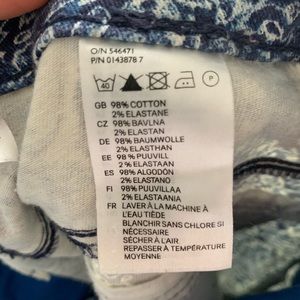 O/N 546471
P/N 0143878 7
40 P
GB 98% COTTON
2% ELASTANE
CZ 98% BAVLNA
2% ELASTAN
DE 98% BAUMWOLLE
2% ELASTHAN
EE 98% PUUVILL
2% ELASTAAN
ES 98% ALGODÓN
2% ELASTANO
FI 98% PUUVILLAA
2% ELASTAANIA
FR LAVER À LA MACHINE À
L'EAU TIÈDE
BLANCHIR SANS CHLORE SI
NÉCESSAIRE
SÉCHER À L'AIR
REPASSER À TEMPÉRATURE
MOYENNE